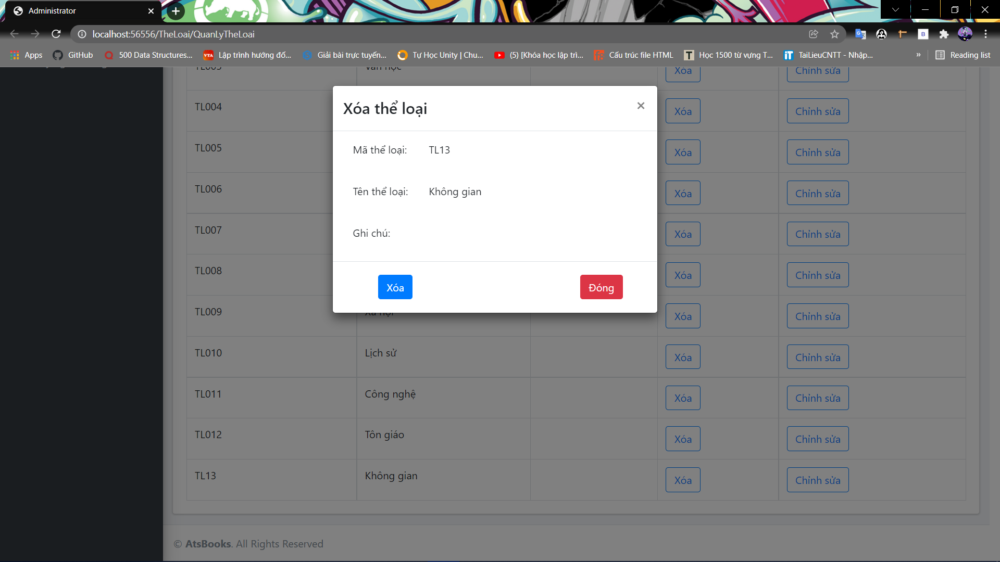 Administrator
localhost:56556/TheLoai/QuanLyTheLoai
Apps GitHub 500 Data Structures... Lập trình hướng đố... Giải bài trực tuyến... Tự Học Unity | Chu... (5) [Khóa học lập trì... Cấu trúc file HTML Học 1500 từ vựng T... TaiLieuCNTT - Nhập... » Reading list
Xóa Chỉnh sửa
TL004 Xóa Chỉnh sửa
TL005 Xóa Chỉnh sửa
TL006 Xóa Chỉnh sửa
TL007 Xóa Chỉnh sửa
TL008 Xóa Chỉnh sửa
TL009 Xóa Chỉnh sửa
TL010 Lịch sử Xóa Chỉnh sửa
TL011 Công nghệ Xóa Chỉnh sửa
TL012 Tôn giáo Xóa Chỉnh sửa
TL13 Không gian Xóa Chỉnh sửa
Xóa thể loại ×
Mã thể loại: TL13
Tên thể loại: Không gian
Ghi chú:
Xóa Đóng
© AtsBooks. All Rights Reserved